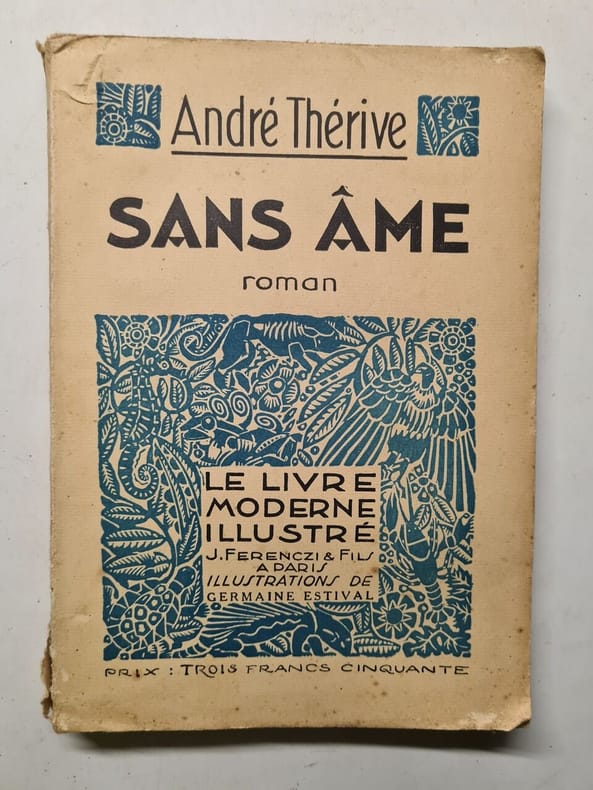 André Thérive
SANS ÂME
roman
LE LIVRE
MODERNE
ILLUSTRÉ
J. FERENCZI & FILS
A PARIS
ILLUSTRATIONS DE
GERMAINE ESTIVAL
PRIX : TROIS FRANCS CINQUANTE